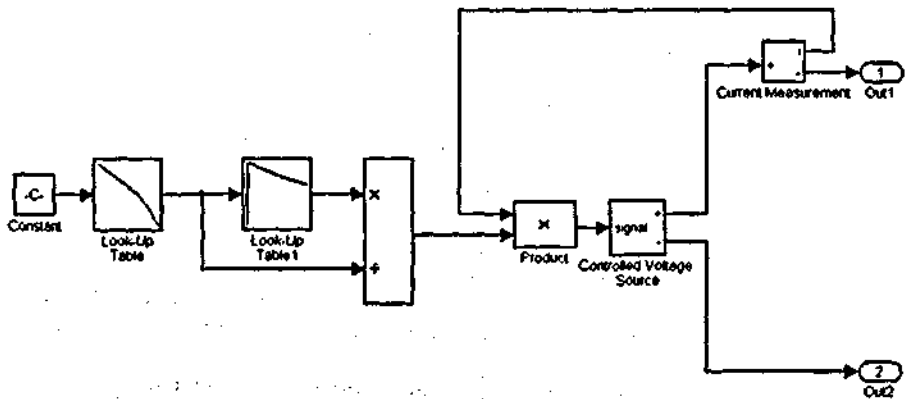 -C-
Constant
Look-Up
Table
Look-Up
Table1
×
÷
×
Product
signal
+
-
Controlled Voltage
Source
+
i
-
Current Measurement
1
Out1
2
Out2